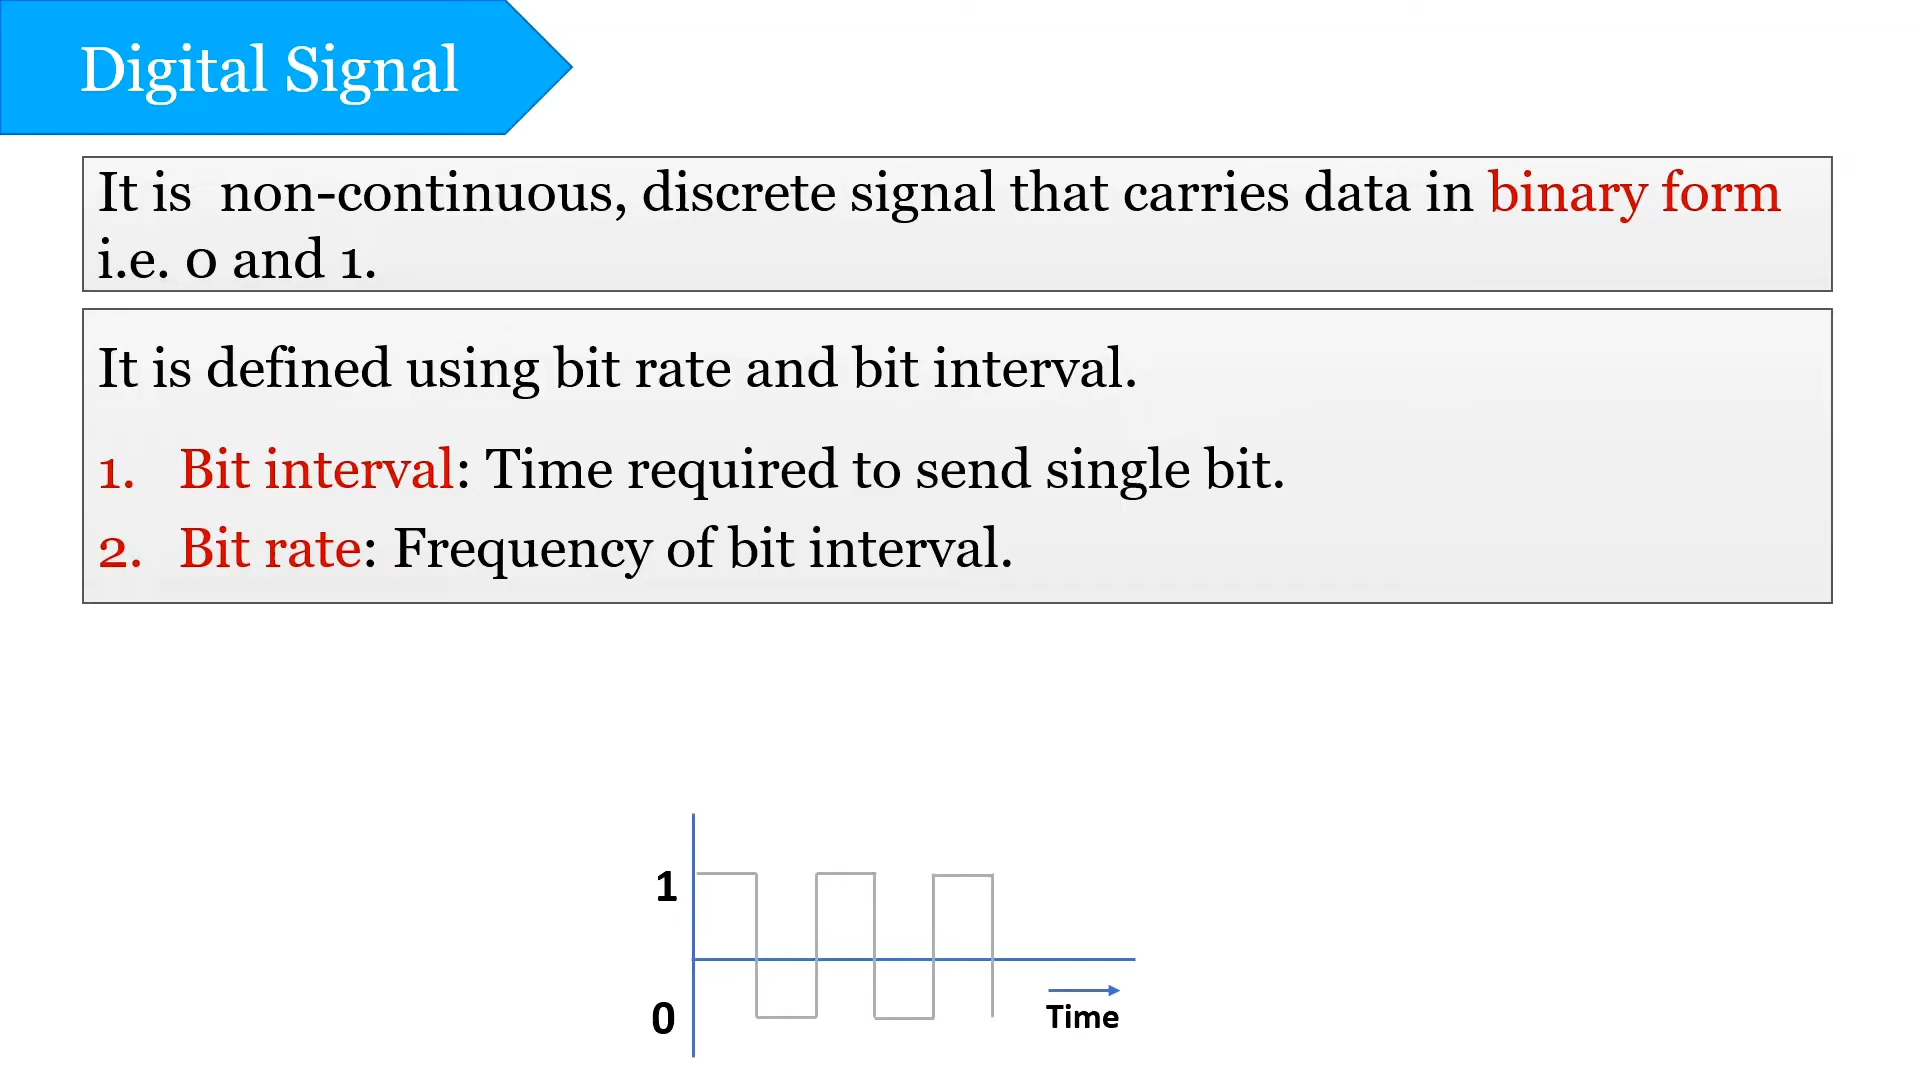 Digital Signal
It is non-continuous, discrete signal that carries data in binary form
i.e. 0 and 1.
It is defined using bit rate and bit interval.
1. Bit interval: Time required to send single bit.
2. Bit rate: Frequency of bit interval.
1
0
Time